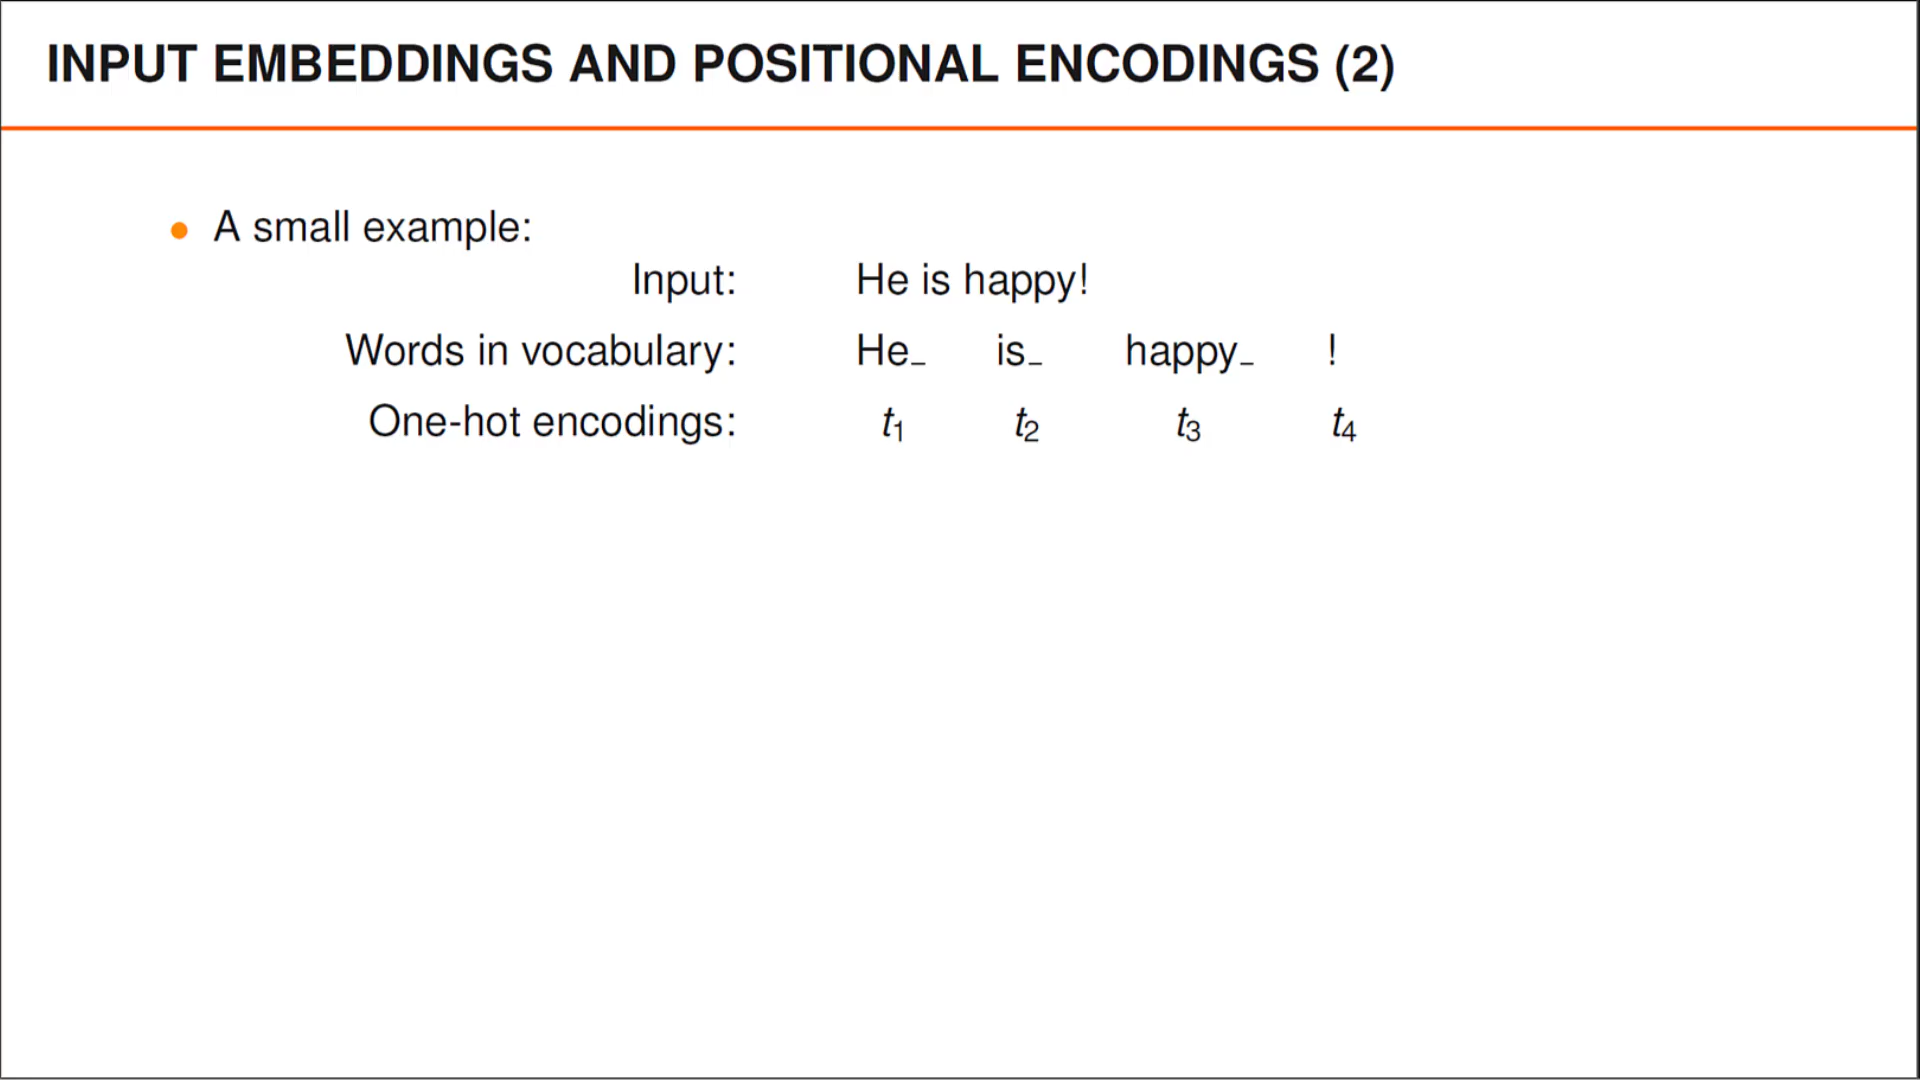 INPUT EMBEDDINGS AND POSITIONAL ENCODINGS (2)
• A small example:
Input: He is happy!
Words in vocabulary: He_ is_ happy_ !
One-hot encodings: t1 t2 t3 t4